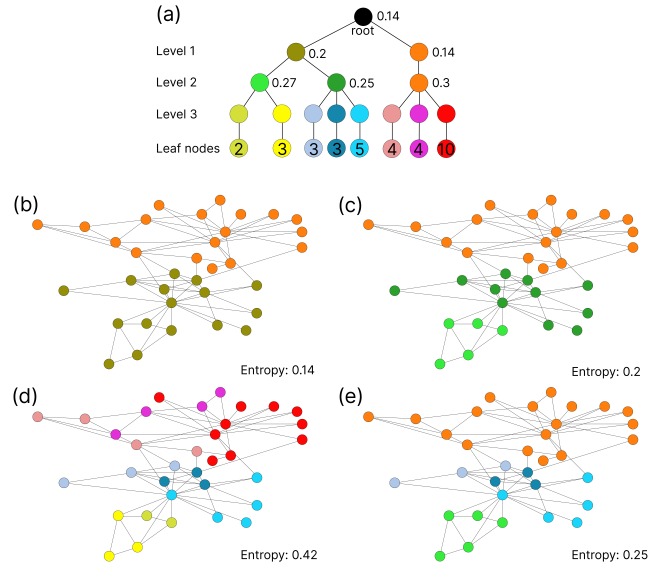 (a)
0.14
root
Level 1
0.2
0.14
Level 2
0.27
0.25
0.3
Level 3
Leaf nodes
2
3
3
3
5
4
4
10
(b)
(c)
Entropy: 0.14
Entropy: 0.2
(d)
(e)
Entropy: 0.42
Entropy: 0.25